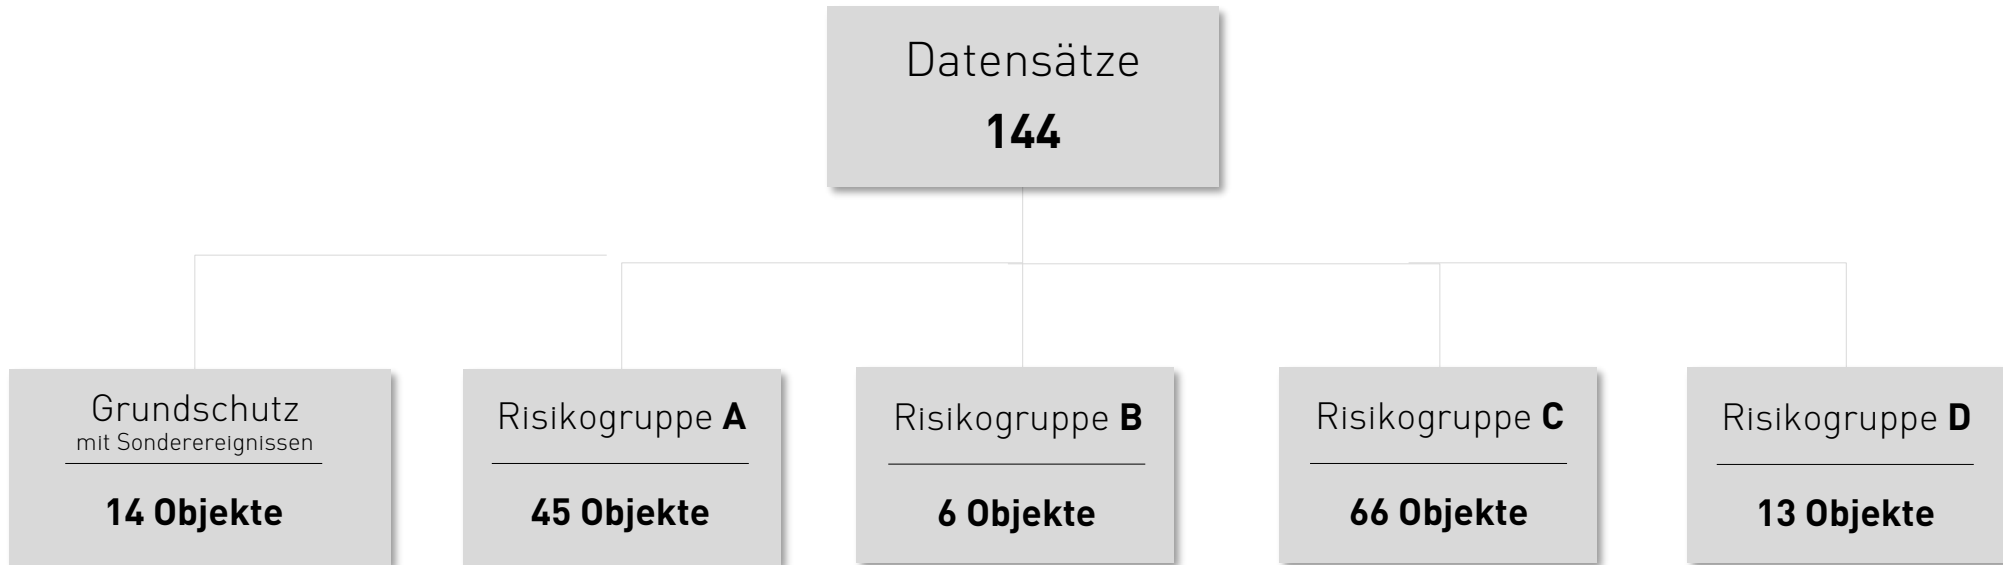 Datensätze
144
Grundschutz
mit Sonderereignissen
14 Objekte
Risikogruppe A
45 Objekte
Risikogruppe B
6 Objekte
Risikogruppe C
66 Objekte
Risikogruppe D
13 Objekte